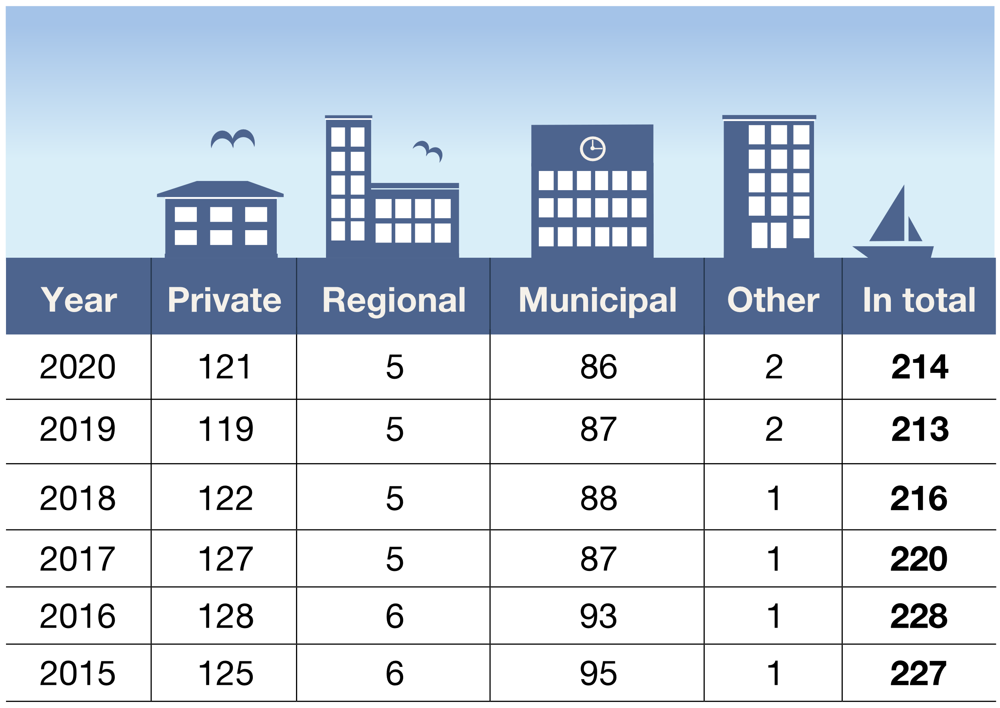 Year Private Regional Municipal Other In total
2020 121 5 86 2 214
2019 119 5 87 2 213
2018 122 5 88 1 216
2017 127 5 87 1 220
2016 128 6 93 1 228
2015 125 6 95 1 227